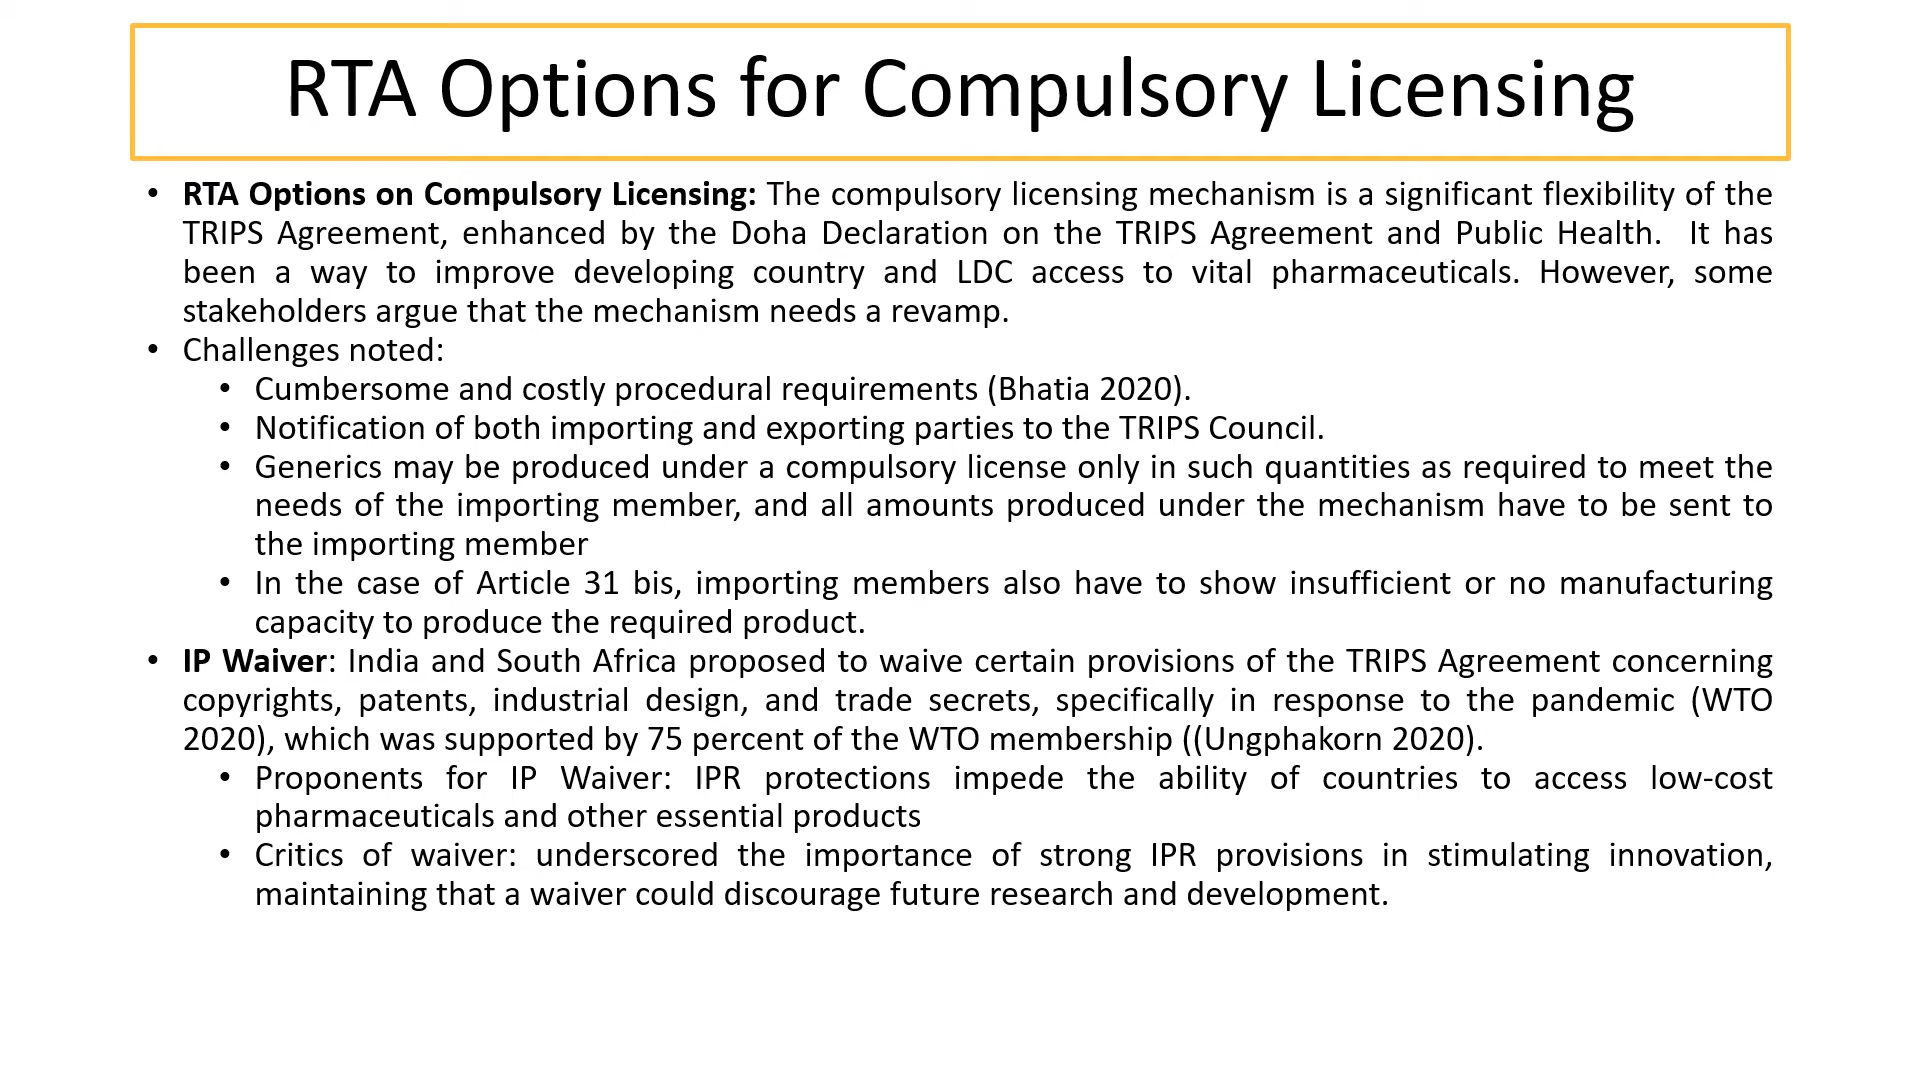 RTA Options for Compulsory Licensing
• RTA Options on Compulsory Licensing: The compulsory licensing mechanism is a significant flexibility of the
TRIPS Agreement, enhanced by the Doha Declaration on the TRIPS Agreement and Public Health.  It has
been a way to improve developing country and LDC access to vital pharmaceuticals. However, some
stakeholders argue that the mechanism needs a revamp.
• Challenges noted:
• Cumbersome and costly procedural requirements (Bhatia 2020).
• Notification of both importing and exporting parties to the TRIPS Council.
• Generics may be produced under a compulsory license only in such quantities as required to meet the
needs of the importing member, and all amounts produced under the mechanism have to be sent to
the importing member
• In the case of Article 31 bis, importing members also have to show insufficient or no manufacturing
capacity to produce the required product.
• IP Waiver: India and South Africa proposed to waive certain provisions of the TRIPS Agreement concerning
copyrights, patents, industrial design, and trade secrets, specifically in response to the pandemic (WTO
2020), which was supported by 75 percent of the WTO membership ((Ungphakorn 2020).
• Proponents for IP Waiver: IPR protections impede the ability of countries to access low-cost
pharmaceuticals and other essential products
• Critics of waiver: underscored the importance of strong IPR provisions in stimulating innovation,
maintaining that a waiver could discourage future research and development.